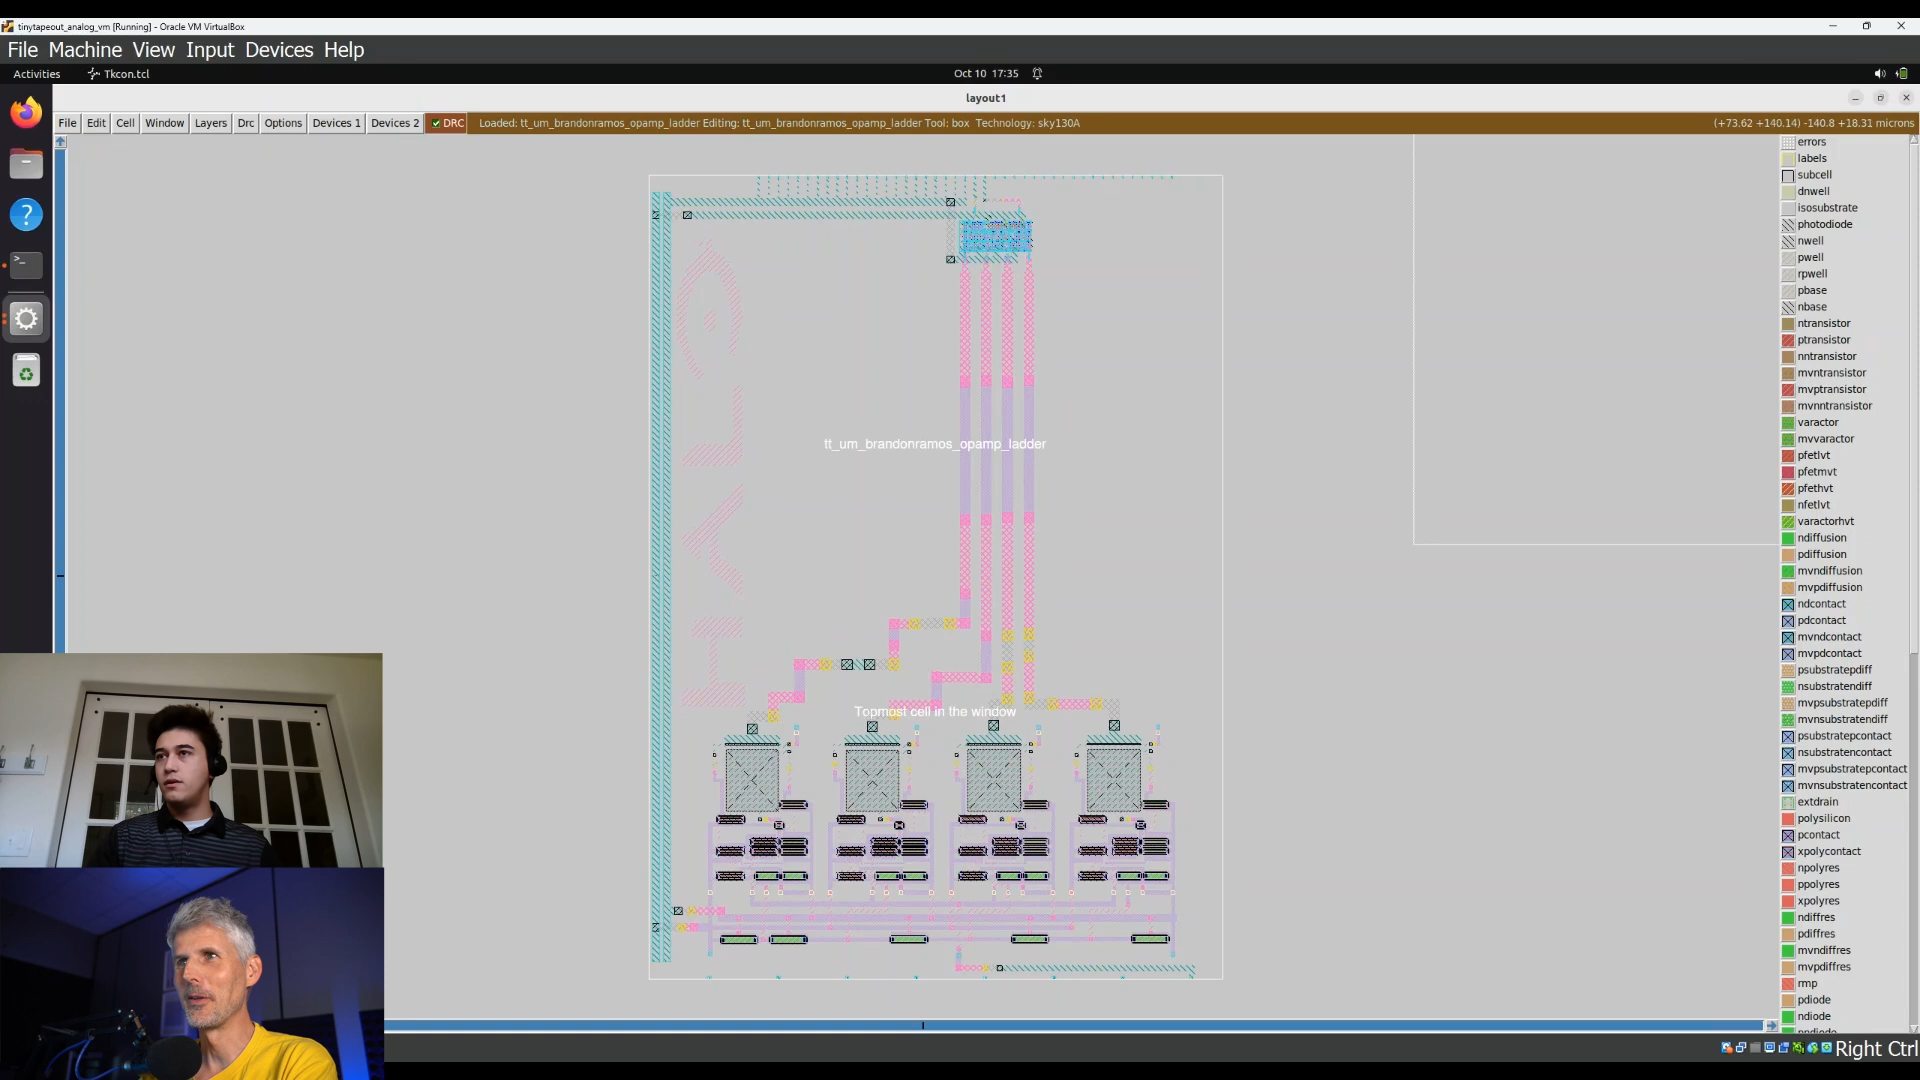 tinytapeout_analog_vm [Running] - Oracle VM VirtualBox
File Machine View Input Devices Help
Activities Tkcon.tcl Oct 10 17:35
layout1
File Edit Cell Window Layers Drc Options Devices 1 Devices 2 DRC Loaded: tt_um_brandonramos_opamp_ladder Editing: tt_um_brandonramos_opamp_ladder Tool: box Technology: sky130A (+73.62 +140.14) -140.8 +18.31 microns
tt_um_brandonramos_opamp_ladder
Topmost cell in the window
errors
labels
subcell
dnwell
isosubstrate
photodiode
nwell
pwell
rpwell
pbase
nbase
ntransistor
ptransistor
nntransistor
mvntransistor
mvptransistor
mvnntransistor
varactor
mvvaractor
pfetlvt
pfetmvt
pfethvt
nfetlvt
varactorhvt
ndiffusion
pdiffusion
mvndiffusion
mvpdiffusion
ndcontact
pdcontact
mvndcontact
mvpdcontact
psubstratepdiff
nsubstratendiff
mvpsubstratepdiff
mvnsubstratendiff
psubstratepcontact
nsubstratencontact
mvpsubstratepcontact
mvnsubstratencontact
extdrain
polysilicon
pcontact
xpolycontact
npolyres
ppolyres
xpolyres
ndiffres
pdiffres
mvndiffres
mvpdiffres
rmp
pdiode
ndiode
Right Ctrl